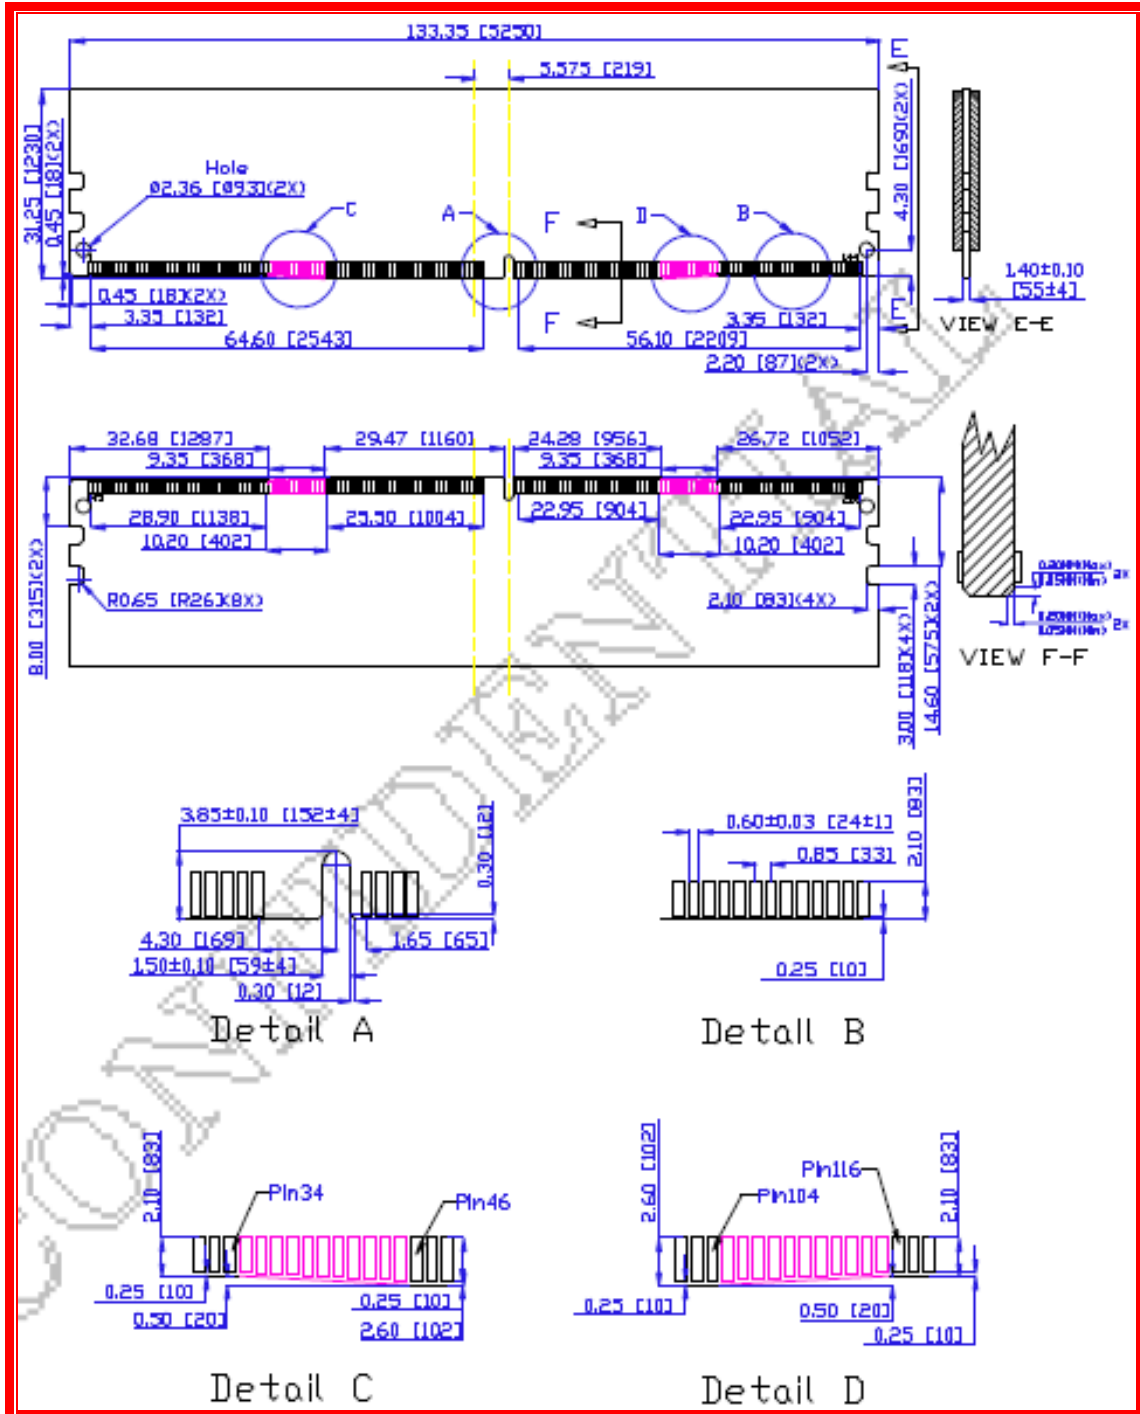 133.35 [5250]
5.575 [219]
E
31.25 [1230]
0.45 [18](2X)
Hole
Ø2.36 [Ø93](2X)
C
A
F
D
B
4.30 [169](2X)
1.40±0.10
[55±4]
0.45 [18](2X)
3.35 [132]
F
3.35 [132]
E
VIEW E-E
64.60 [2543]
56.10 [2209]
2.20 [87](2X)
32.68 [1287]
29.47 [1160]
24.28 [956]
26.72 [1052]
9.35 [368]
9.35 [368]
28.90 [1138]
25.50 [1004]
22.95 [904]
22.95 [904]
10.20 [402]
10.20 [402]
8.00 [315](2X)
R0.65 [R26](8X)
2.10 [83](4X)
3.00 [118](4X)
14.60 [575](2X)
2X
2X
VIEW F-F
3.85±0.10 [152±4]
0.30 [12]
0.60±0.03 [24±1]
0.85 [33]
2.10 [83]
4.30 [169]
1.65 [65]
1.50±0.10 [59±4]
0.30 [12]
0.25 [10]
Detail A
Detail B
2.10 [83]
Pin34
Pin46
2.60 [102]
Pin104
Pin116
2.10 [83]
0.25 [10]
0.50 [20]
0.25 [10]
2.60 [102]
0.25 [10]
0.50 [20]
0.25 [10]
Detail C
Detail D
CONFIDENTIAL